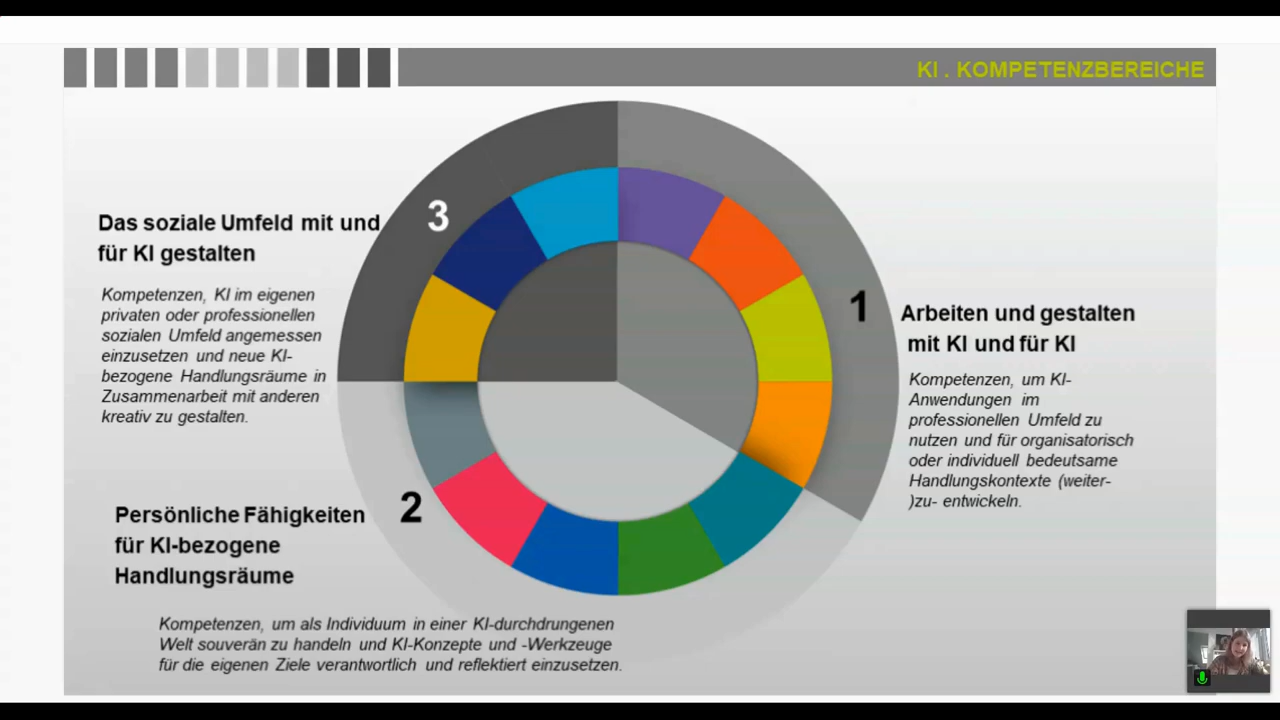 KI . KOMPETENZBEREICHE
3
Das soziale Umfeld mit und
für KI gestalten
Kompetenzen, KI im eigenen
privaten oder professionellen
sozialen Umfeld angemessen
einzusetzen und neue KI-
bezogene Handlungsräume in
Zusammenarbeit mit anderen
kreativ zu gestalten.
1
Arbeiten und gestalten
mit KI und für KI
Kompetenzen, um KI-
Anwendungen im
professionellen Umfeld zu
nutzen und für organisatorisch
oder individuell bedeutsame
Handlungskontexte (weiter-
)zu- entwickeln.
2
Persönliche Fähigkeiten
für KI-bezogene
Handlungsräume
Kompetenzen, um als Individuum in einer KI-durchdrungenen
Welt souverän zu handeln und KI-Konzepte und -Werkzeuge
für die eigenen Ziele verantwortlich und reflektiert einzusetzen.